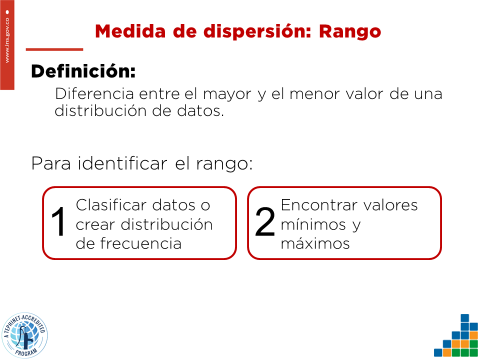 www.ins.gov.co
Medida de dispersión: Rango
Definición:
Diferencia entre el mayor y el menor valor de una
distribución de datos.
Para identificar el rango:
1
Clasificar datos o
crear distribución
de frecuencia
2
Encontrar valores
mínimos y
máximos
A TEPHINET ACCREDITED
PROGRAM